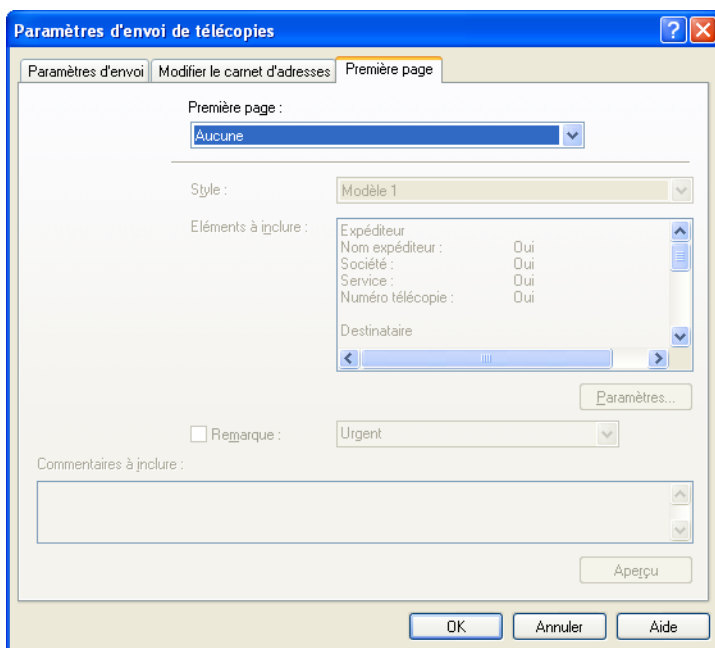 Paramètres d'envoi de télécopies
Paramètres d'envoi Modifier le carnet d'adresses Première page
Première page :
Aucune
Style : Modèle 1
Eléments à inclure : Expéditeur
Nom expéditeur : Oui
Société : Oui
Service : Oui
Numéro télécopie : Oui
Destinataire
Paramètres...
Remarque : Urgent
Commentaires à inclure :
Aperçu
OK Annuler Aide